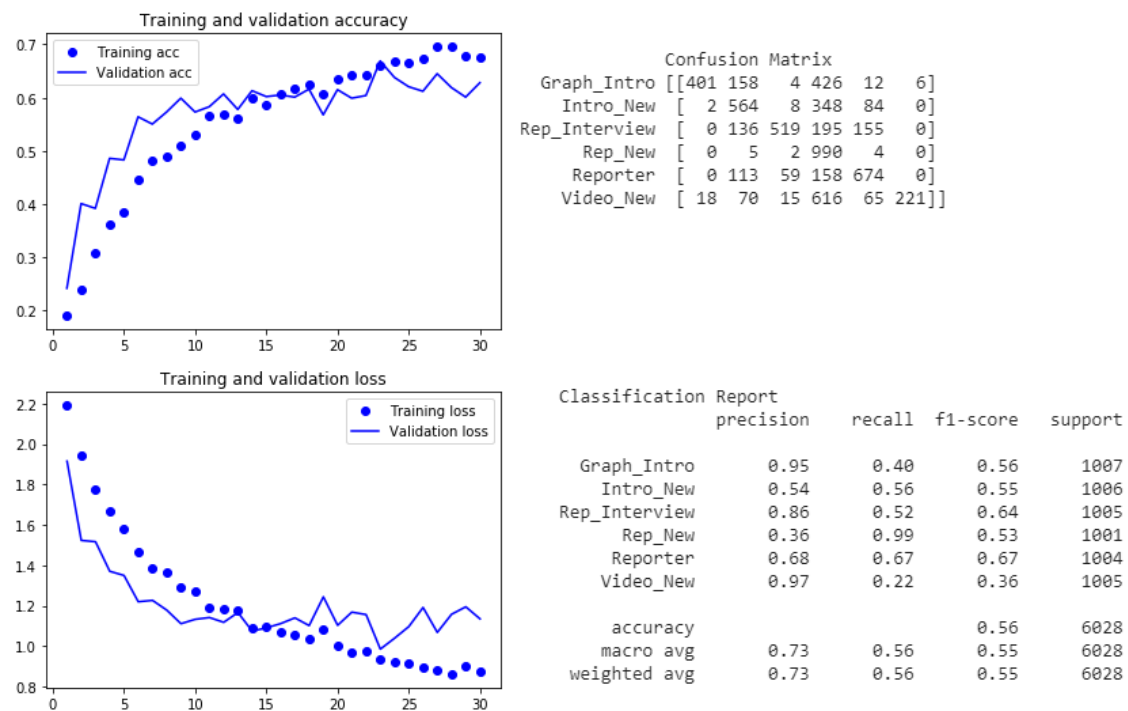 Training and validation accuracy
Training acc
Validation acc
0.7
0.6
0.5
0.4
0.3
0.2
0 5 10 15 20 25 30
Confusion Matrix
Graph_Intro [[401 158 4 426 12 6]
Intro_New [ 2 564 8 348 84 0]
Rep_Interview [ 0 136 519 195 155 0]
Rep_New [ 0 5 2 990 4 0]
Reporter [ 0 113 59 158 674 0]
Video_New [ 18 70 15 616 65 221]]
Training and validation loss
Training loss
Validation loss
2.2
2.0
1.8
1.6
1.4
1.2
1.0
0.8
0 5 10 15 20 25 30
Classification Report
precision recall f1-score support
Graph_Intro 0.95 0.40 0.56 1007
Intro_New 0.54 0.56 0.55 1006
Rep_Interview 0.86 0.52 0.64 1005
Rep_New 0.36 0.99 0.53 1001
Reporter 0.68 0.67 0.67 1004
Video_New 0.97 0.22 0.36 1005
accuracy 0.56 6028
macro avg 0.73 0.56 0.55 6028
weighted avg 0.73 0.56 0.55 6028